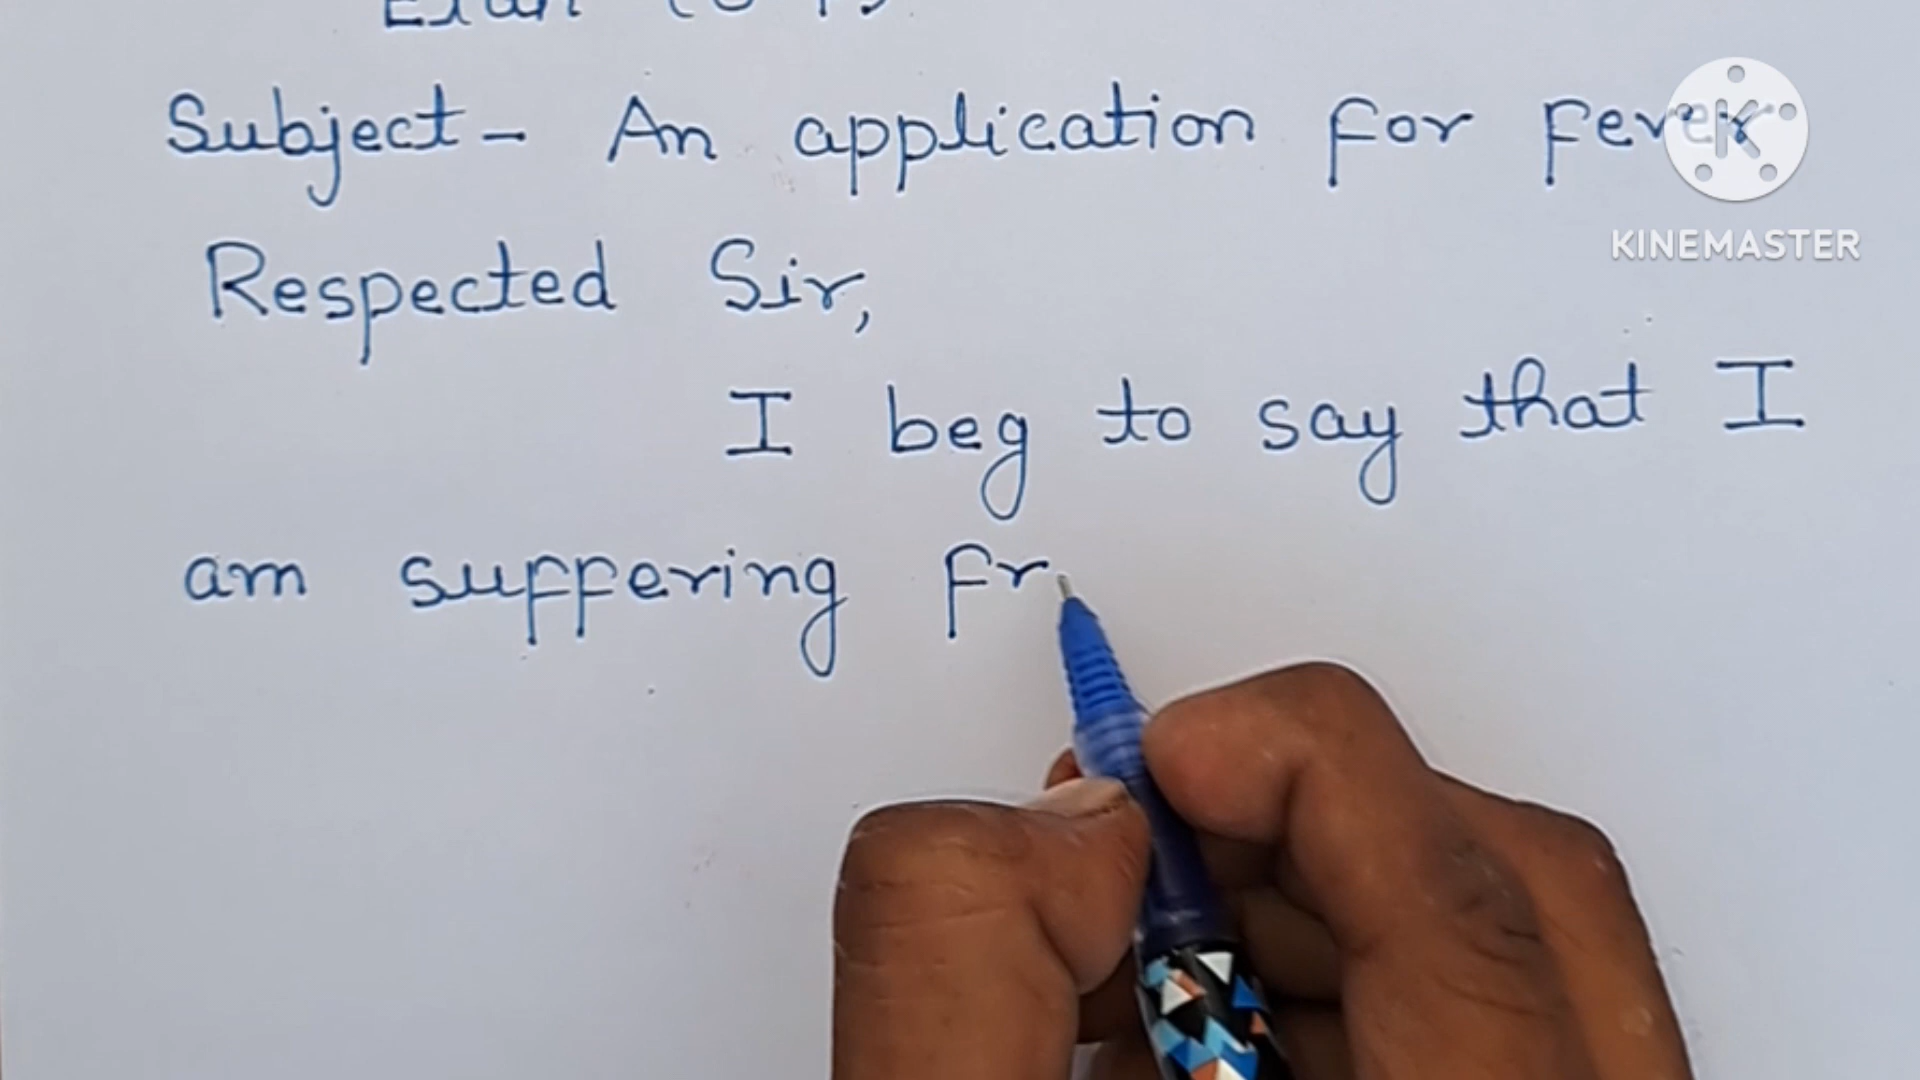 Subject- An application for fever
Respected Sir,
I beg to say that I
am suffering fr
KINEMASTER